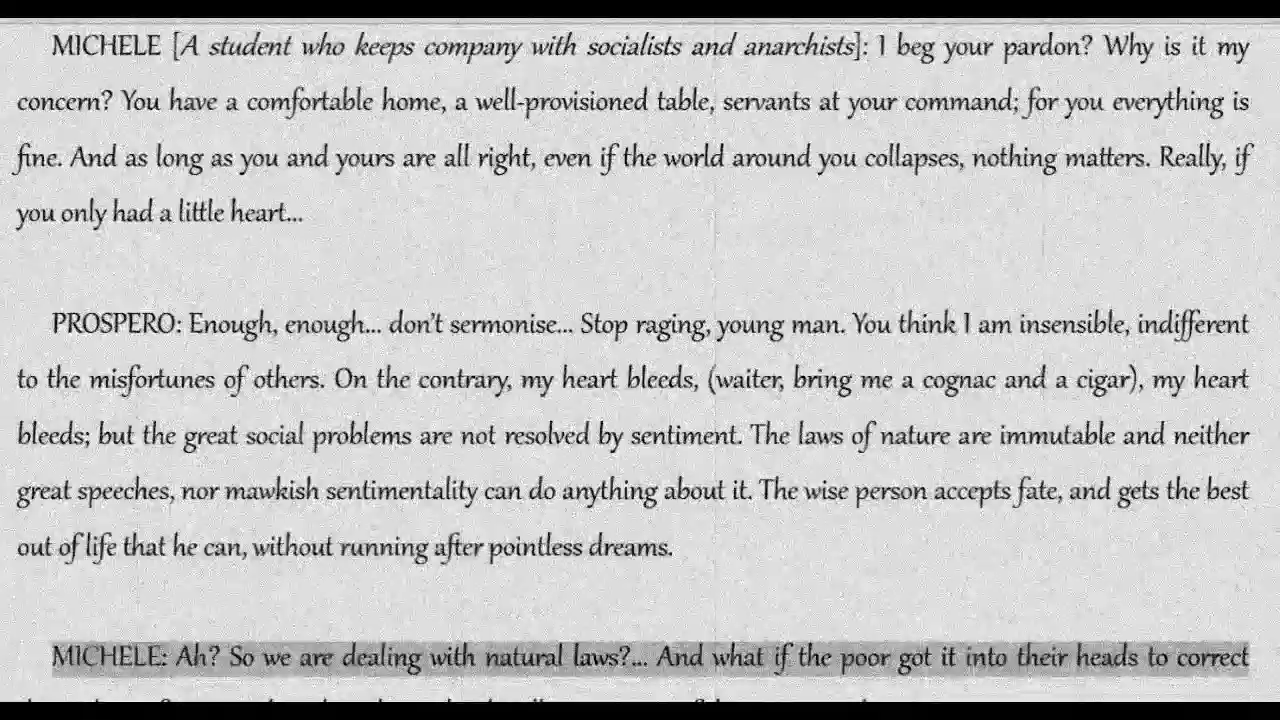 MICHELE [A student who keeps company with socialists and anarchists]: I beg your pardon? Why is it my
concern? You have a comfortable home, a well-provisioned table, servants at your command; for you everything is
fine. And as long as you and yours are all right, even if the world around you collapses, nothing matters. Really, if
you only had a little heart...
PROSPERO: Enough, enough... don't sermonise... Stop raging, young man. You think I am insensible, indifferent
to the misfortunes of others. On the contrary, my heart bleeds, (waiter, bring me a cognac and a cigar), my heart
bleeds; but the great social problems are not resolved by sentiment. The laws of nature are immutable and neither
great speeches, nor mawkish sentimentality can do anything about it. The wise person accepts fate, and gets the best
out of life that he can, without running after pointless dreams.
MICHELE: Ah? So we are dealing with natural laws?... And what if the poor got it into their heads to correct